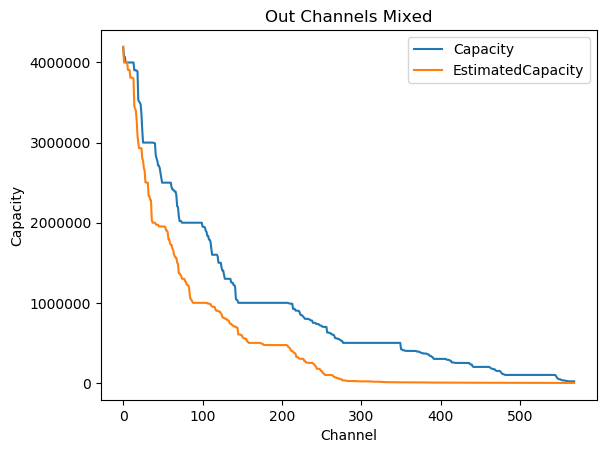 Out Channels Mixed
Capacity
EstimatedCapacity
Capacity
4000000
3000000
2000000
1000000
0
0 100 200 300 400 500
Channel